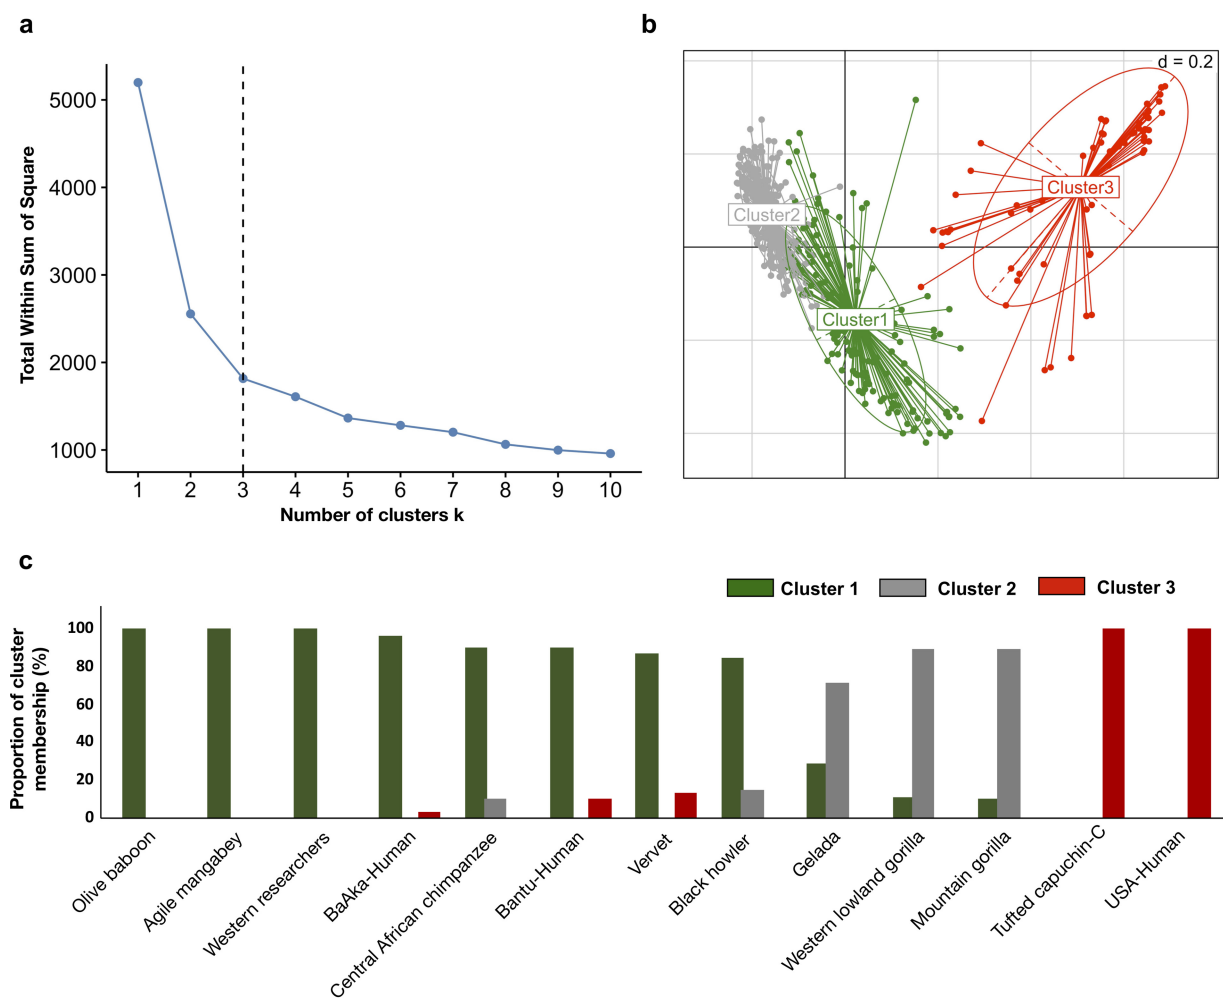 a
Total Within Sum of Square
5000
4000
3000
2000
1000
1 2 3 4 5 6 7 8 9 10
Number of clusters k
b
d = 0.2
Cluster3
Cluster2
Cluster1
c
Cluster 1 Cluster 2 Cluster 3
Proportion of cluster
membership (%)
100
80
60
40
20
0
Olive baboon
Agile mangabey
Western researchers
BaAka-Human
Central African chimpanzee
Bantu-Human
Vervet
Black howler
Gelada
Western lowland gorilla
Mountain gorilla
Tufted capuchin-C
USA-Human